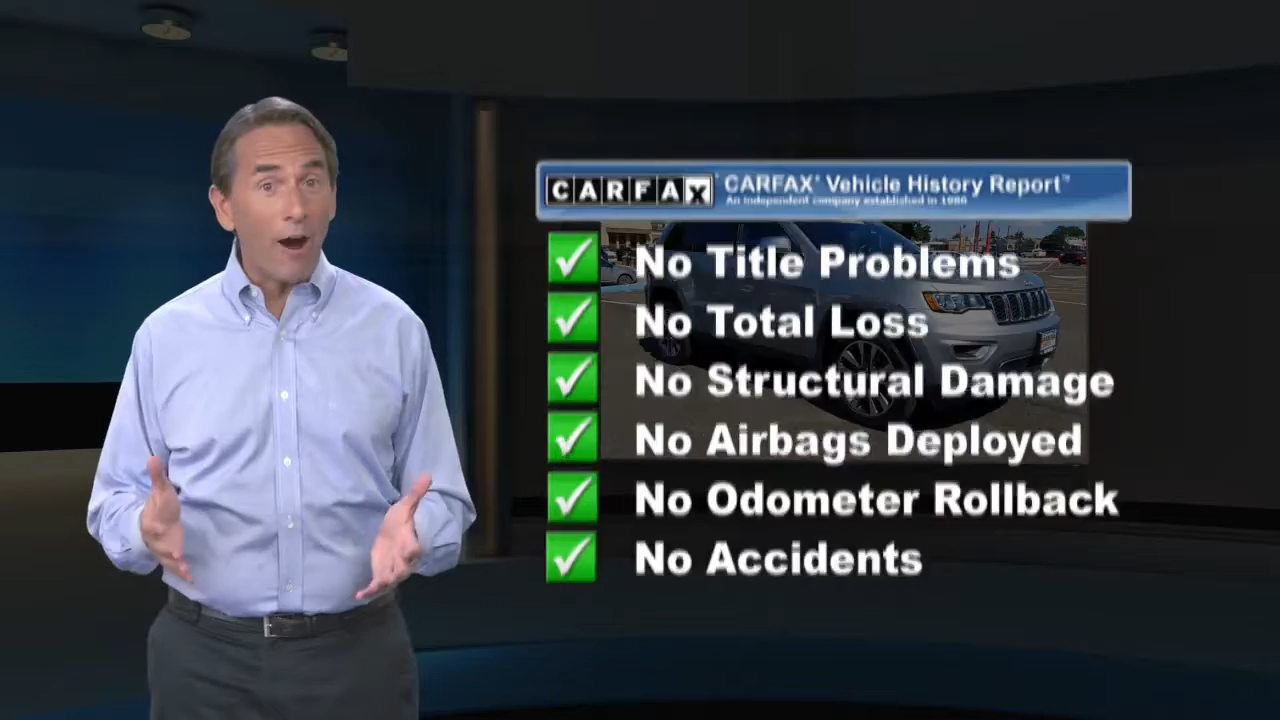 CARFAX
CARFAX® Vehicle History Report™
An independent company established in 1986
No Title Problems
No Total Loss
No Structural Damage
No Airbags Deployed
No Odometer Rollback
No Accidents